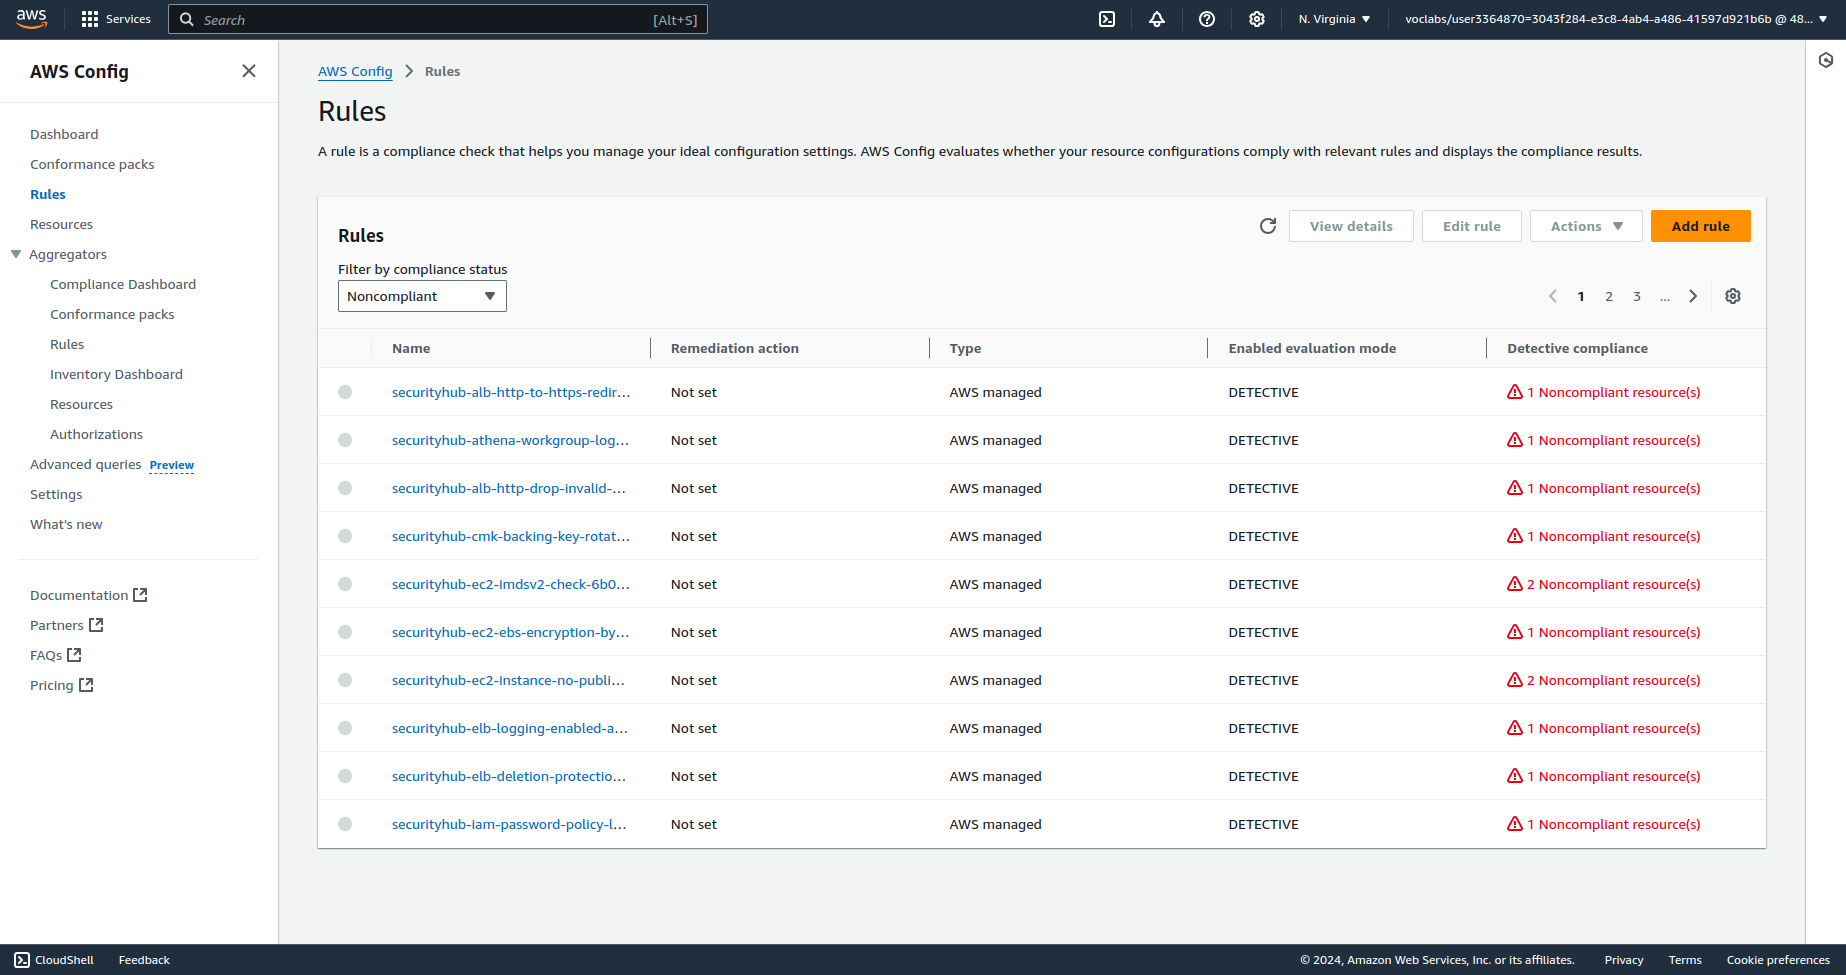 aws Services Search [Alt+S] N. Virginia voclabs/user3364870=3043f284-e3c8-4ab4-a486-41597d921b6b @ 48...
AWS Config
Dashboard
Conformance packs
Rules
Resources
Aggregators
Compliance Dashboard
Conformance packs
Rules
Inventory Dashboard
Resources
Authorizations
Advanced queries Preview
Settings
What's new
Documentation
Partners
FAQs
Pricing
AWS Config > Rules
Rules
A rule is a compliance check that helps you manage your ideal configuration settings. AWS Config evaluates whether your resource configurations comply with relevant rules and displays the compliance results.
Rules
View details Edit rule Actions Add rule
Filter by compliance status
Noncompliant
1 2 3 ...
Name Remediation action Type Enabled evaluation mode Detective compliance
securityhub-alb-http-to-https-redir... Not set AWS managed DETECTIVE 1 Noncompliant resource(s)
securityhub-athena-workgroup-log... Not set AWS managed DETECTIVE 1 Noncompliant resource(s)
securityhub-alb-http-drop-invalid-... Not set AWS managed DETECTIVE 1 Noncompliant resource(s)
securityhub-cmk-backing-key-rotat... Not set AWS managed DETECTIVE 1 Noncompliant resource(s)
securityhub-ec2-imdsv2-check-6b0... Not set AWS managed DETECTIVE 2 Noncompliant resource(s)
securityhub-ec2-ebs-encryption-by... Not set AWS managed DETECTIVE 1 Noncompliant resource(s)
securityhub-ec2-instance-no-publi... Not set AWS managed DETECTIVE 2 Noncompliant resource(s)
securityhub-elb-logging-enabled-a... Not set AWS managed DETECTIVE 1 Noncompliant resource(s)
securityhub-elb-deletion-protectio... Not set AWS managed DETECTIVE 1 Noncompliant resource(s)
securityhub-iam-password-policy-l... Not set AWS managed DETECTIVE 1 Noncompliant resource(s)
CloudShell Feedback © 2024, Amazon Web Services, Inc. or its affiliates. Privacy Terms Cookie preferences